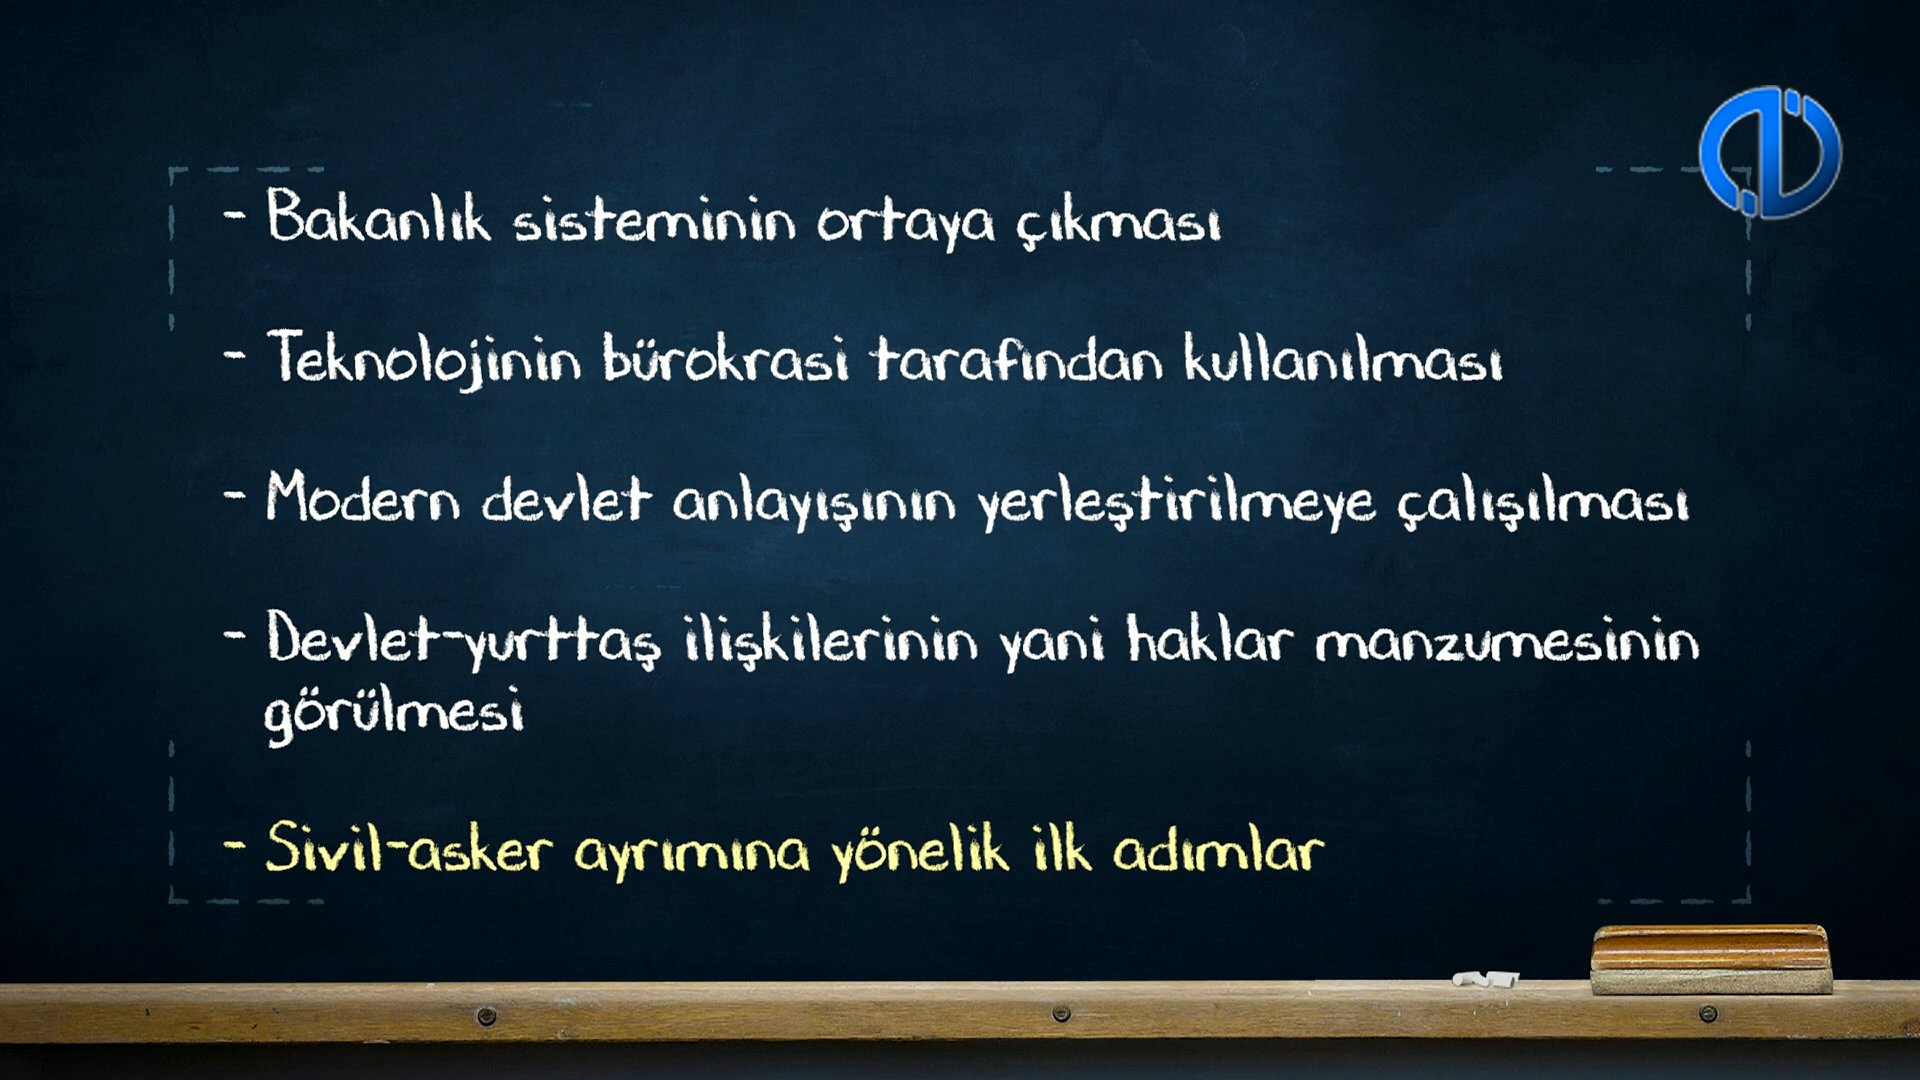 - Bakanlık sisteminin ortaya çıkması
- Teknolojinin bürokrasi tarafından kullanılması
- Modern devlet anlayışının yerleştirilmeye çalışılması
- Devlet-yurttaş ilişkilerinin yani haklar manzumesinin
görülmesi
- Sivil-asker ayrımına yönelik ilk adımlar